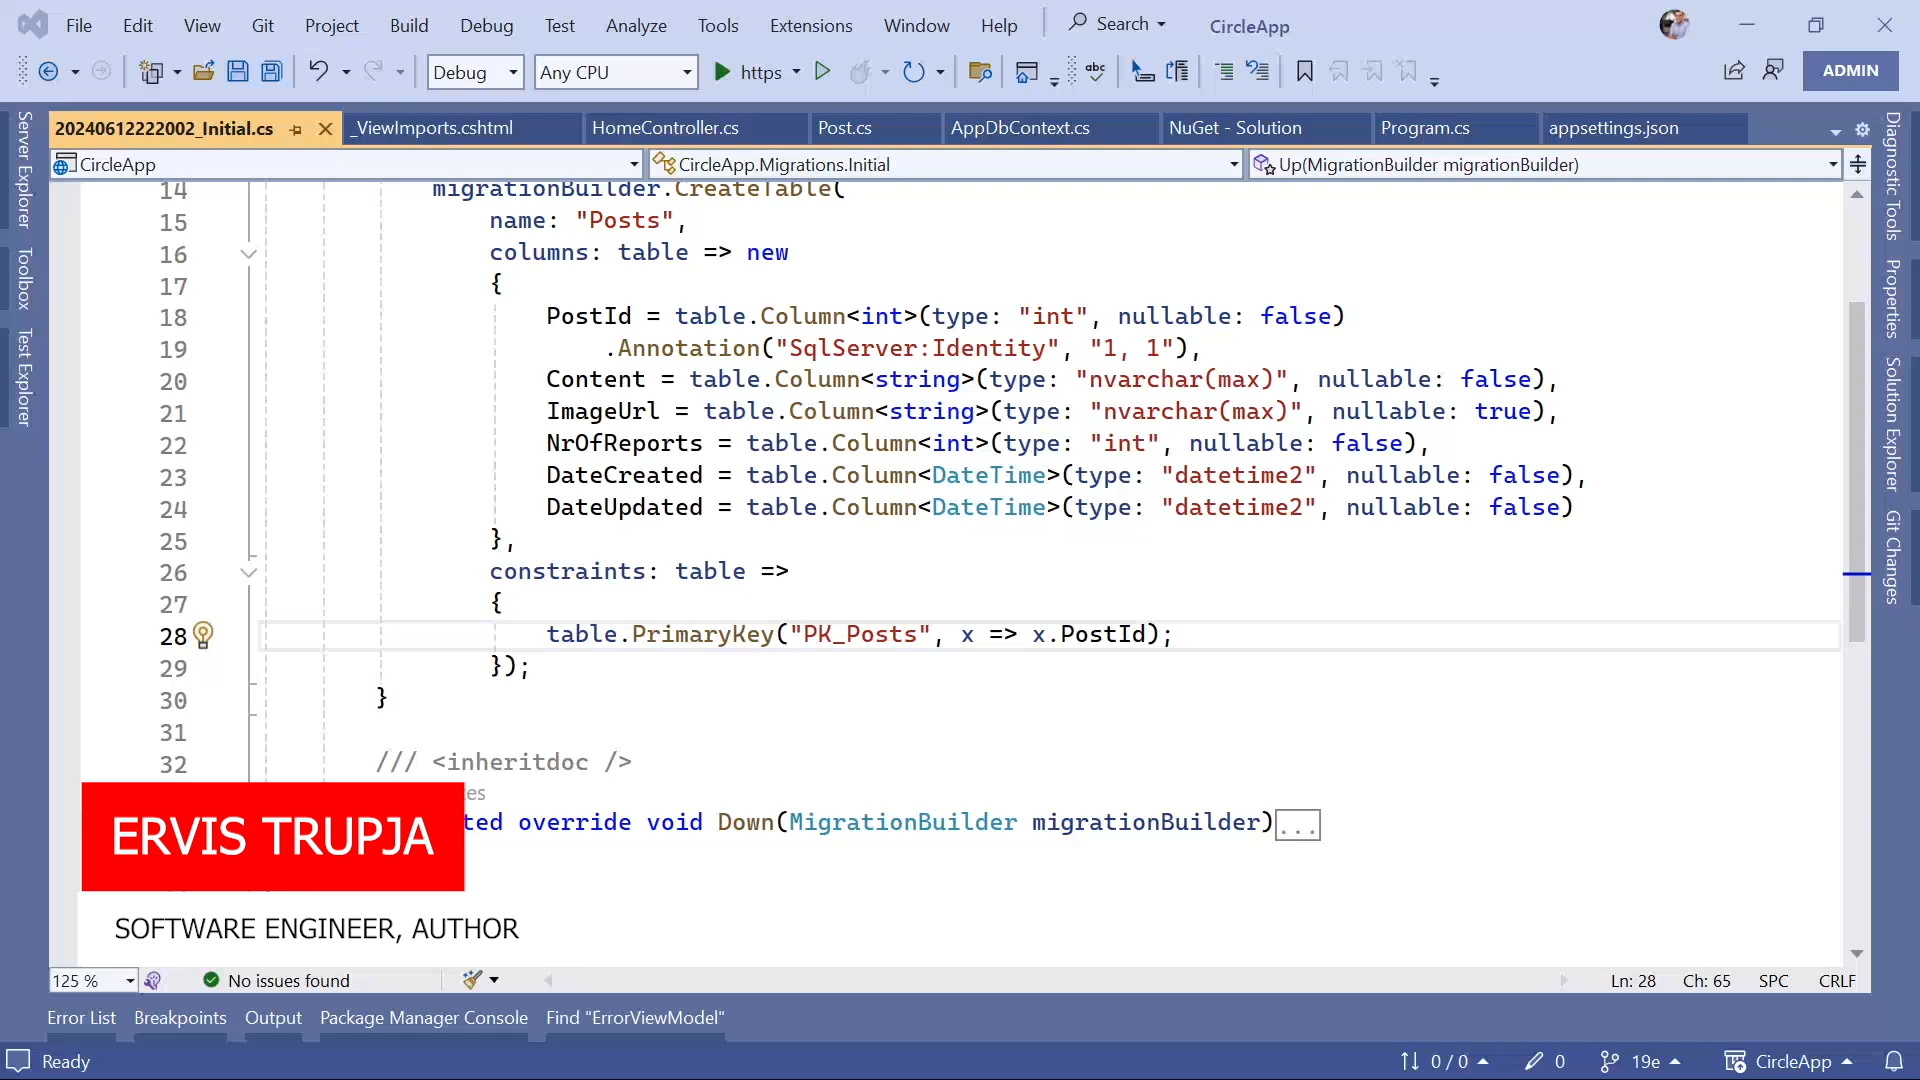 File Edit View Git Project Build Debug Test Analyze Tools Extensions Window Help Search CircleApp
Debug Any CPU https abc ADMIN
20240612222002_Initial.cs _ViewImports.cshtml HomeController.cs Post.cs AppDbContext.cs NuGet - Solution Program.cs appsettings.json
CircleApp CircleApp.Migrations.Initial Up(MigrationBuilder migrationBuilder)
Server Explorer
Toolbox
Test Explorer
14 migrationBuilder.CreateTable(
15 name: "Posts",
16 columns: table => new
17 {
18 PostId = table.Column<int>(type: "int", nullable: false)
19 .Annotation("SqlServer:Identity", "1, 1"),
20 Content = table.Column<string>(type: "nvarchar(max)", nullable: false),
21 ImageUrl = table.Column<string>(type: "nvarchar(max)", nullable: true),
22 NrOfReports = table.Column<int>(type: "int", nullable: false),
23 DateCreated = table.Column<DateTime>(type: "datetime2", nullable: false),
24 DateUpdated = table.Column<DateTime>(type: "datetime2", nullable: false)
25 },
26 constraints: table =>
27 {
28 table.PrimaryKey("PK_Posts", x => x.PostId);
29 });
30 }
31
32 /// <inheritdoc />
ces
ted override void Down(MigrationBuilder migrationBuilder)...
ERVIS TRUPJA
SOFTWARE ENGINEER, AUTHOR
Diagnostic Tools
Properties
Solution Explorer
Git Changes
125 % No issues found Ln: 28 Ch: 65 SPC CRLF
Error List Breakpoints Output Package Manager Console Find "ErrorViewModel"
Ready 0 / 0 0 19e CircleApp